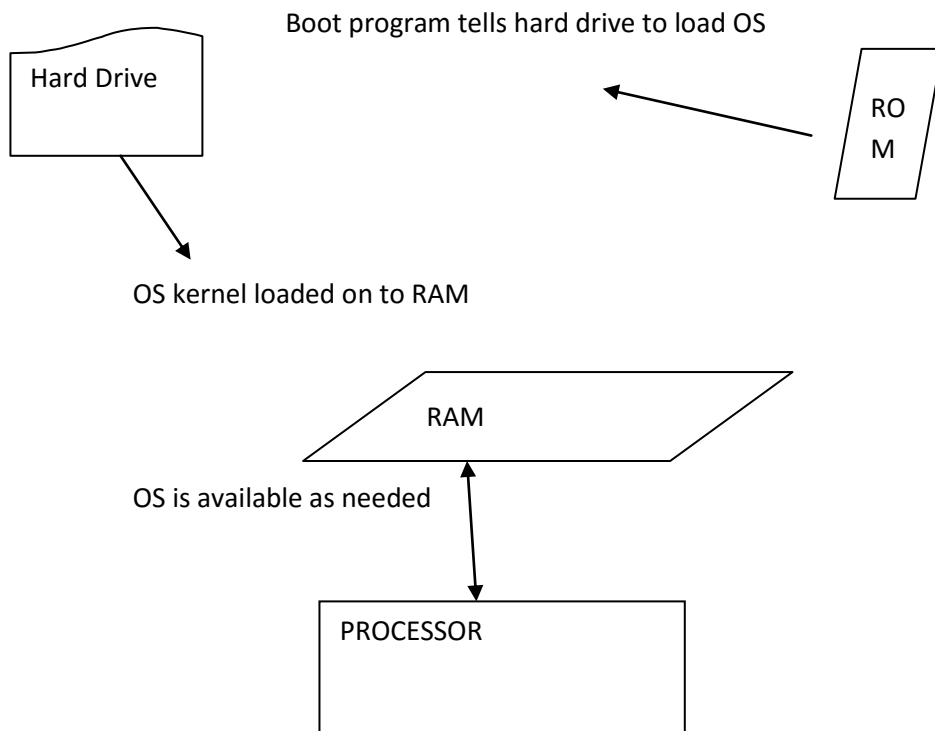 Boot program tells hard drive to load OS
Hard Drive
RO
M
OS kernel loaded on to RAM
RAM
OS is available as needed
PROCESSOR